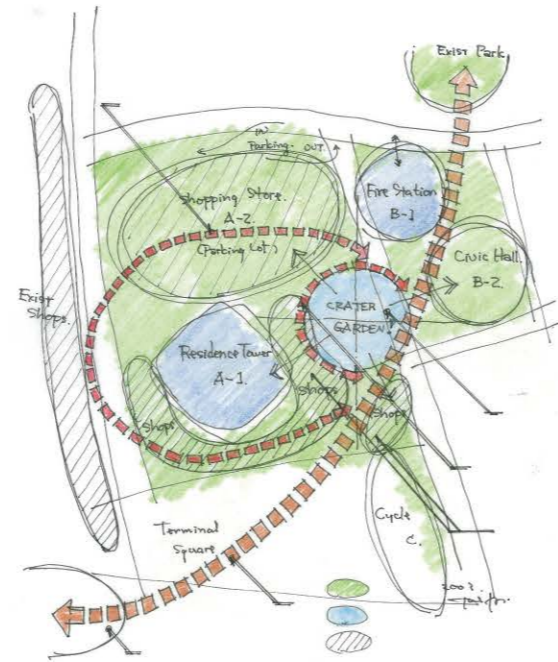 Exist Park
IN
Parking
OUT
Shopping Store.
A-2.
(Parking Lot)
Fire Station
B-1
Civic Hall.
B-2.
CRATER
GARDEN
Exist
Shops.
Residence Tower
A-1.
Shops
Shops
Shops
Cycle
C.
Terminal
Square